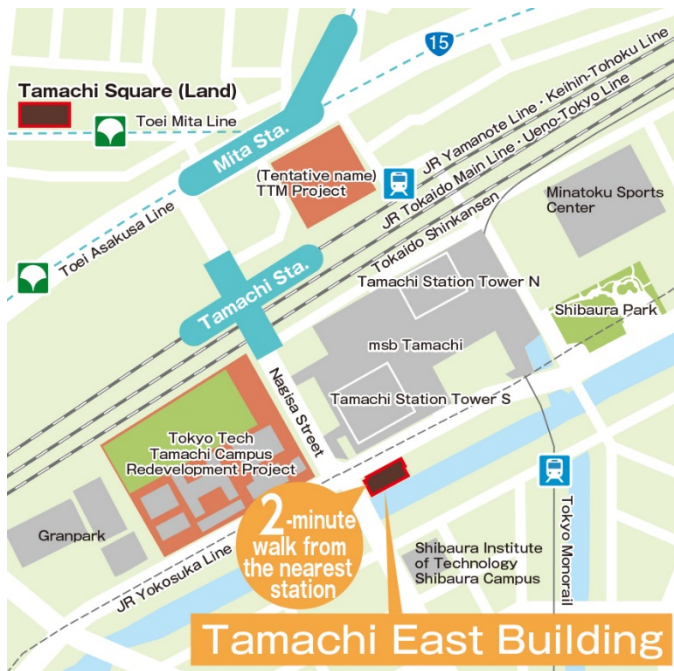 15
Tamachi Square (Land)
Toei Mita Line
Mita Sta.
(Tentative name)
TTM Project
JR Yamanote Line・Keihin-Tohoku Line
JR Tokaido Main Line・Ueno-Tokyo Line
Tokaido Shinkansen
Minatoku Sports
Center
Toei Asakusa Line
Tamachi Sta.
Tamachi Station Tower N
Shibaura Park
msb Tamachi
Nagisa Street
Tamachi Station Tower S
Tokyo Tech
Tamachi Campus
Redevelopment Project
Granpark
2-minute
walk from
the nearest
station
JR Yokosuka Line
Shibaura Institute
of Technology
Shibaura Campus
Tokyo Monorail
Tamachi East Building